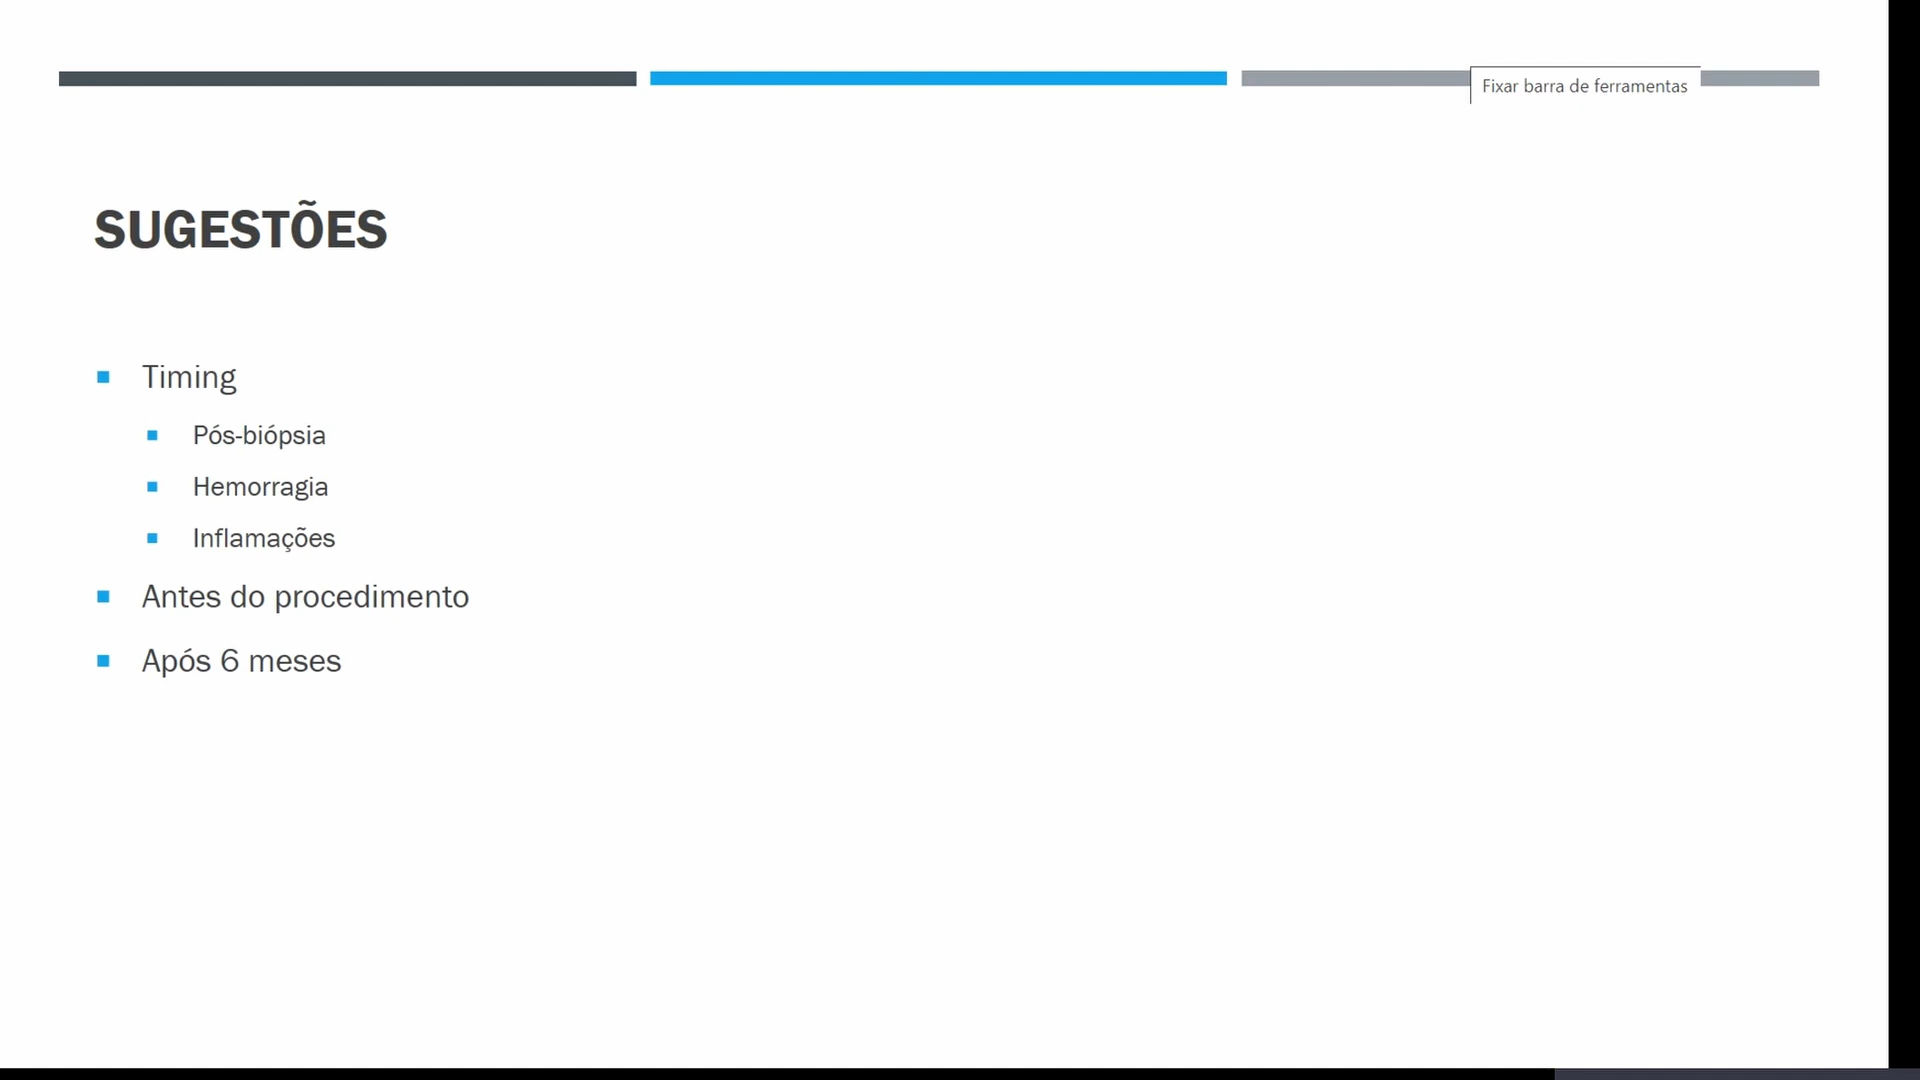 Fixar barra de ferramentas
SUGESTÕES
Timing
Pós-biópsia
Hemorragia
Inflamações
Antes do procedimento
Após 6 meses